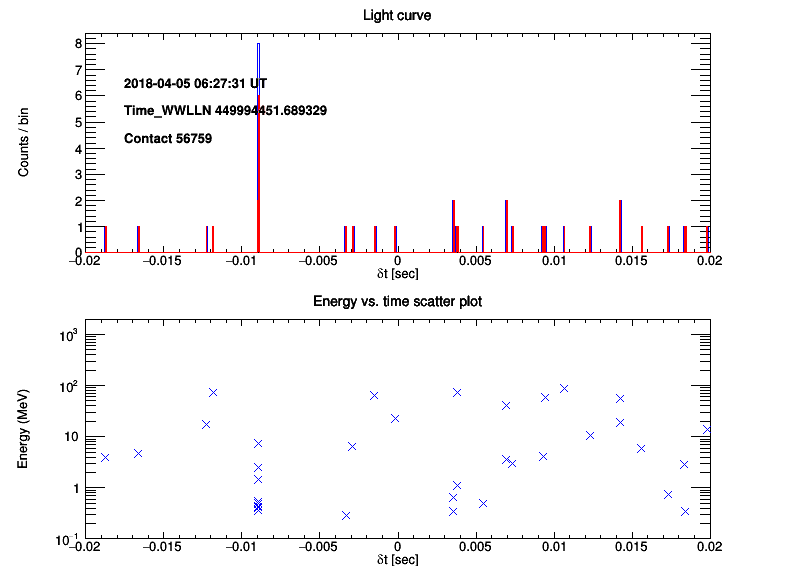 Light curve
Counts / bin
8
7
6
5
4
3
2
1
0
2018-04-05 06:27:31 UT
Time_WWLLN 449994451.689329
Contact 56759
−0.02 −0.015 −0.01 −0.005 0 0.005 0.01 0.015 0.02
δt [sec]
Energy vs. time scatter plot
Energy (MeV)
10³
10²
10
1
10⁻¹
−0.02 −0.015 −0.01 −0.005 0 0.005 0.01 0.015 0.02
δt [sec]